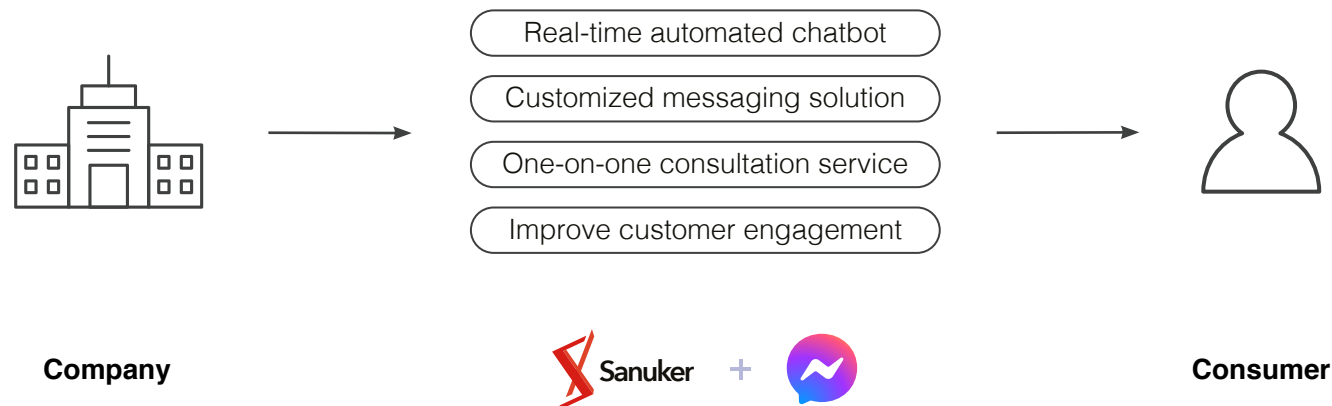 Real-time automated chatbot
Customized messaging solution
One-on-one consultation service
Improve customer engagement
Company
Sanuker +
Consumer